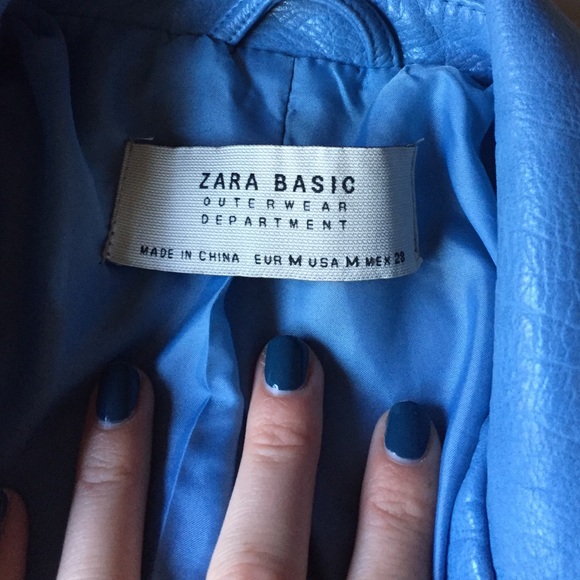 ZARA BASIC
OUTERWEAR
DEPARTMENT
MADE IN CHINA EUR M USA M MEX 28